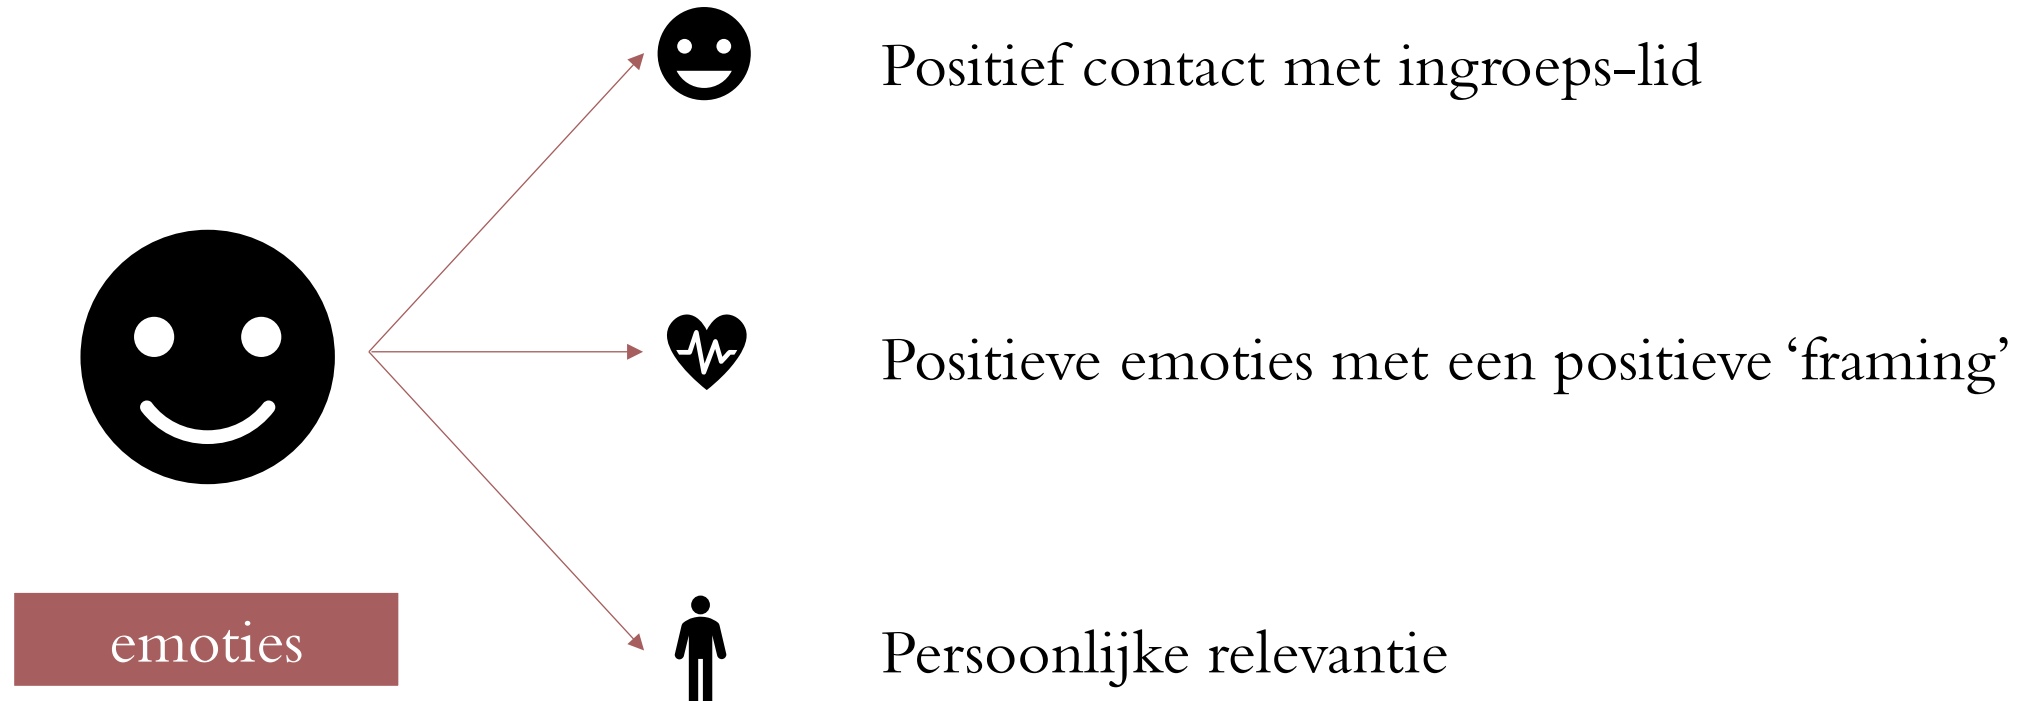 Positief contact met ingroeps-lid
Positieve emoties met een positieve ‘framing’
emoties
Persoonlijke relevantie